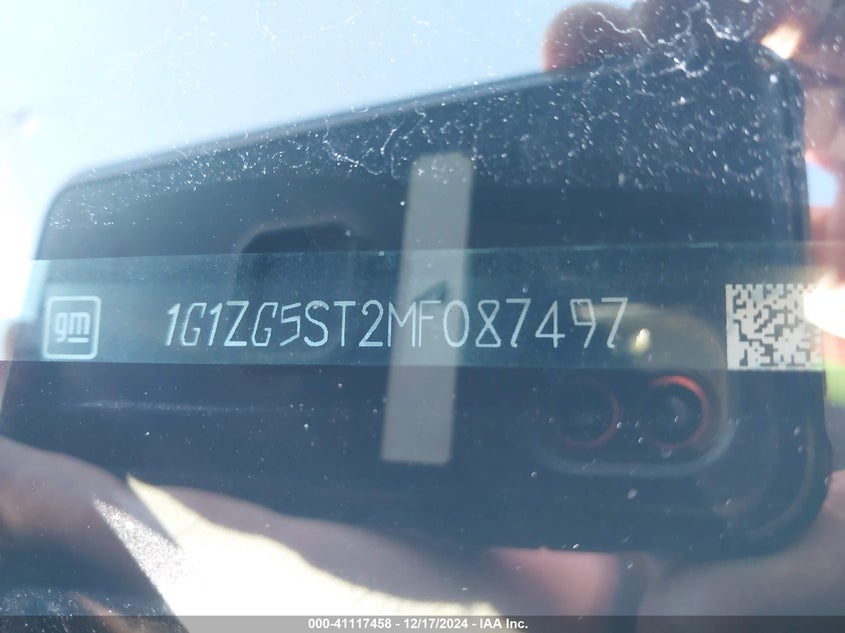 gm 1G1ZG5ST2MF087497
000-41117458 - 12/17/2024 - IAA Inc.